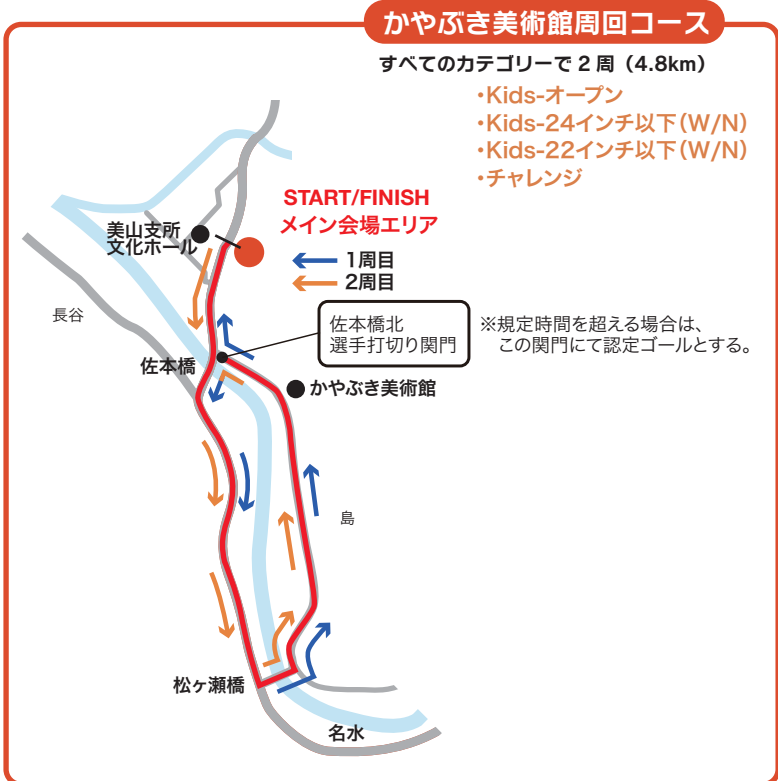 かやぶき美術館周回コース
すべてのカテゴリーで 2 周（4.8km）
・Kids-オープン
・Kids-24インチ以下（W/N）
・Kids-22インチ以下（W/N）
・チャレンジ
START/FINISH
メイン会場エリア
美山支所
文化ホール
1周目
2周目
長谷
佐本橋北
選手打切り関門
※規定時間を超える場合は、
この関門にて認定ゴールとする。
佐本橋
かやぶき美術館
島
松ヶ瀬橋
名水